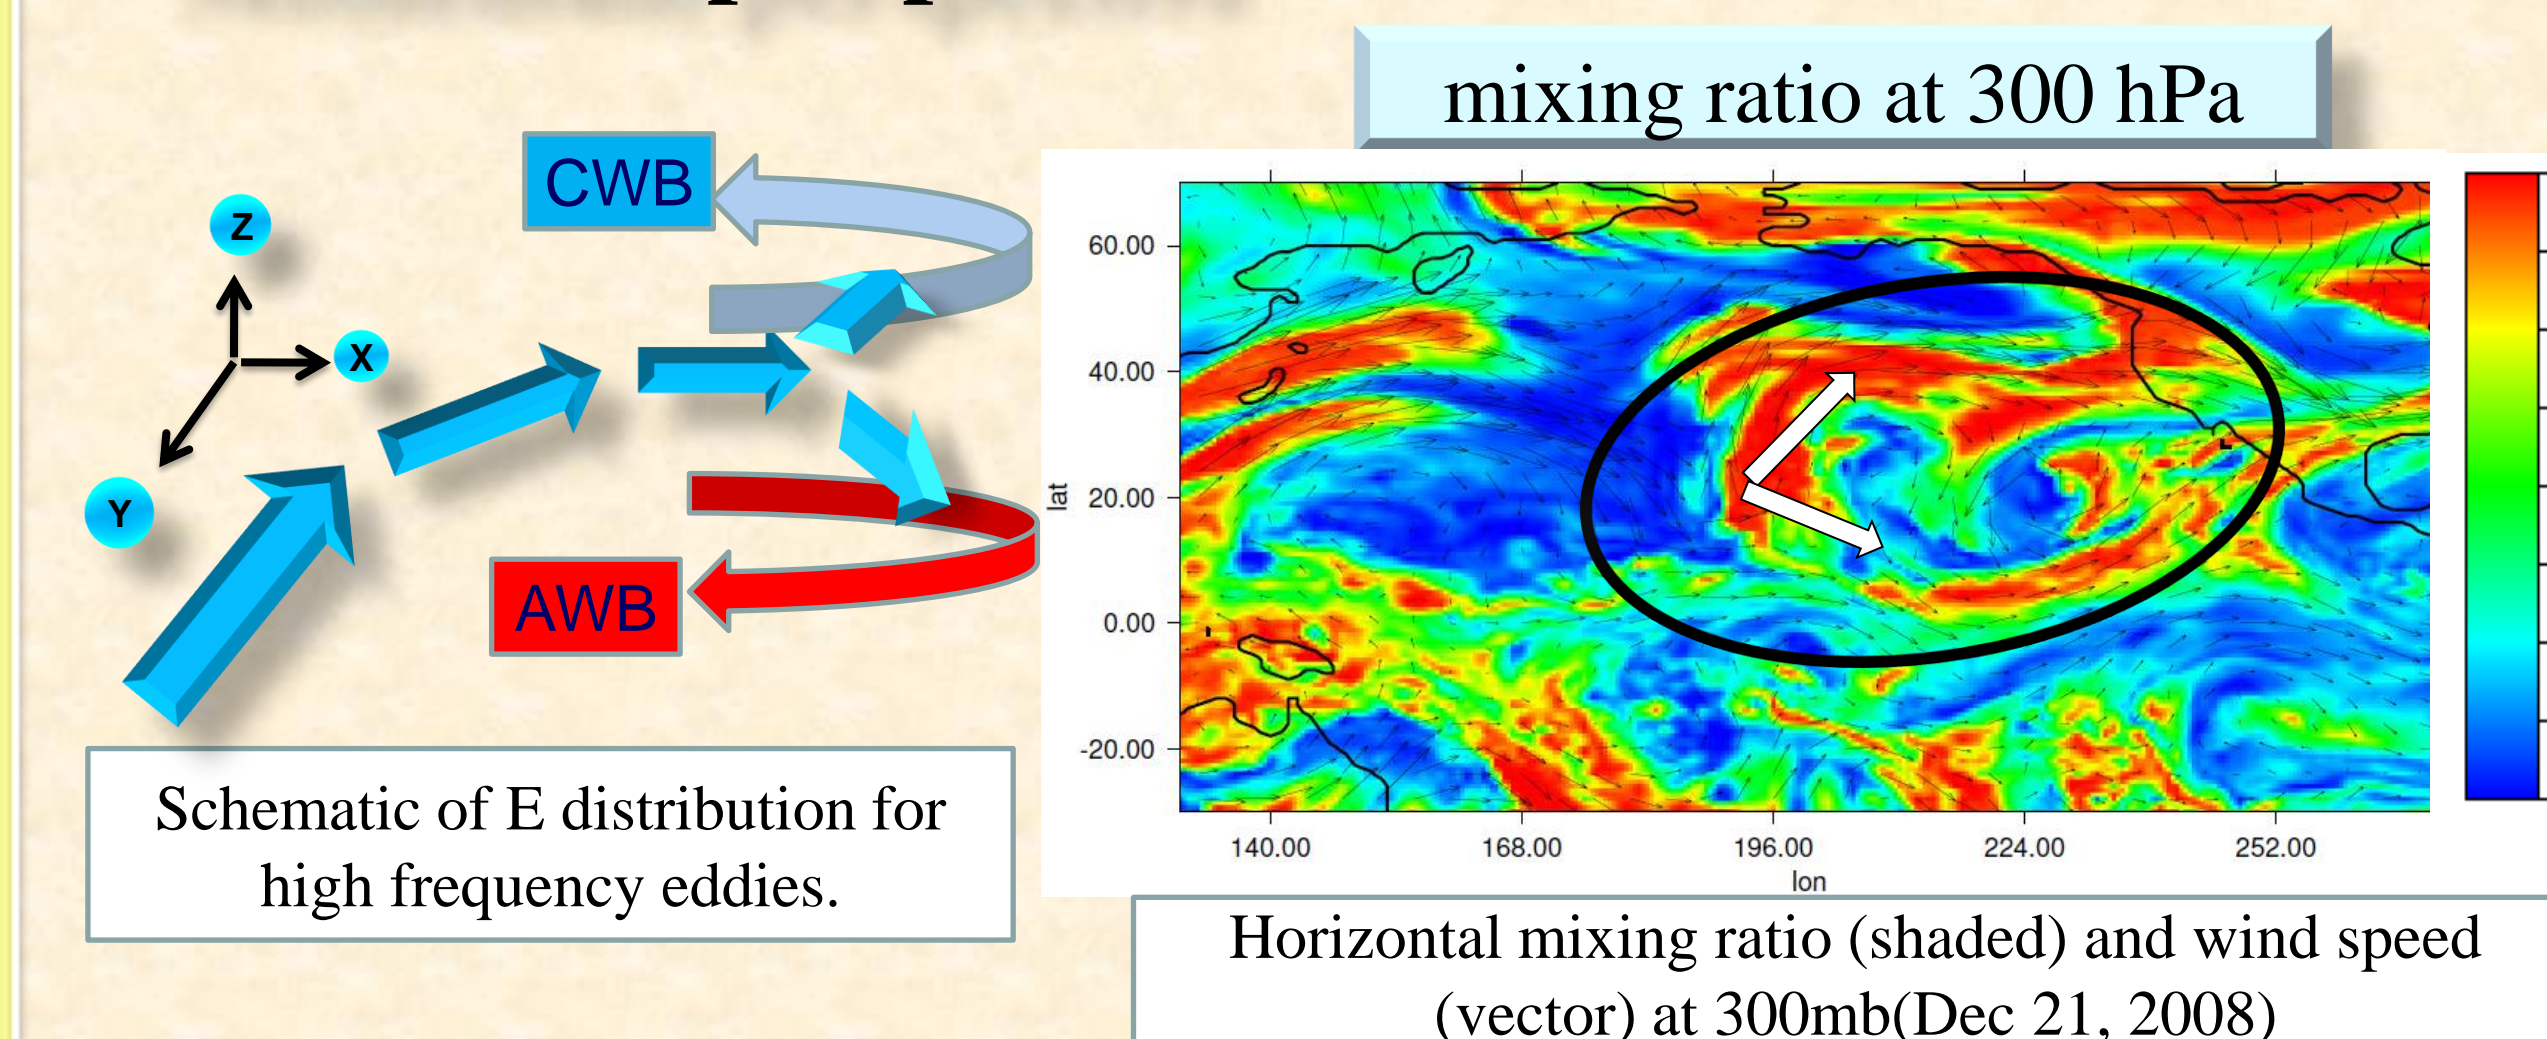 mixing ratio at 300 hPa
CWB
Z
X
Y
AWB
Schematic of E distribution for
high frequency eddies.
60.00
40.00
20.00
0.00
-20.00
lat
140.00
168.00
196.00
224.00
252.00
lon
Horizontal mixing ratio (shaded) and wind speed
(vector) at 300mb(Dec 21, 2008)